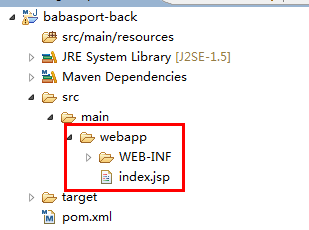 babasport-back
src/main/resources
JRE System Library [J2SE-1.5]
Maven Dependencies
src
main
webapp
WEB-INF
index.jsp
target
pom.xml